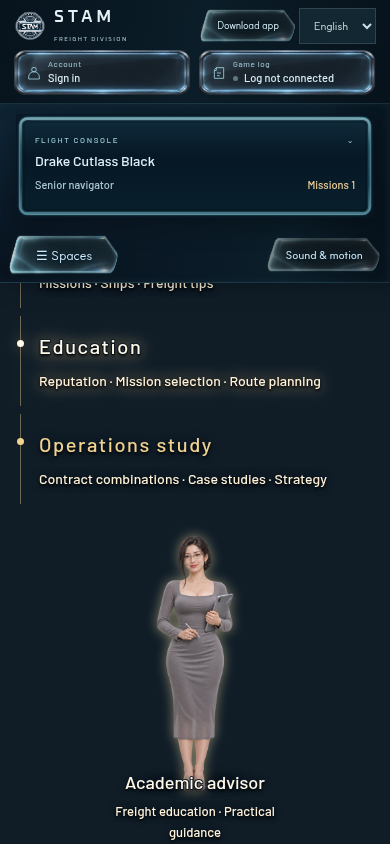 STAM
FREIGHT DIVISION
Download app
English
Account
Sign in
Game log
Log not connected
FLIGHT CONSOLE
Drake Cutlass Black
Senior navigator
Missions 1
☰ Spaces
Sound & motion
Missions · Ships · Freight tips
Education
Reputation · Mission selection · Route planning
Operations study
Contract combinations · Case studies · Strategy
Academic advisor
Freight education · Practical
guidance